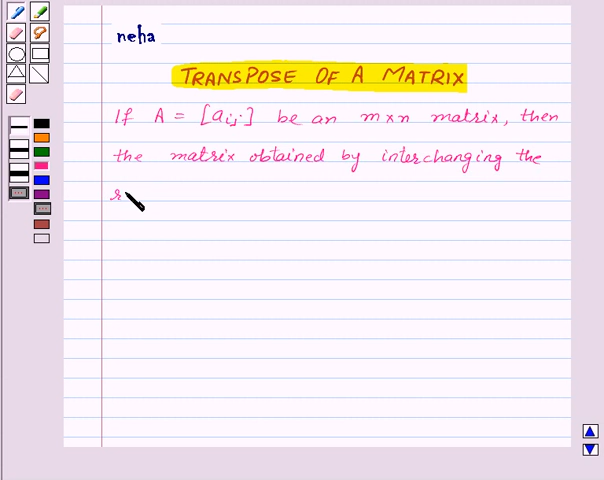 neha
TRANSPOSE OF A MATRIX
If A = [aij] be an m×n matrix, then
the matrix obtained by interchanging the
r